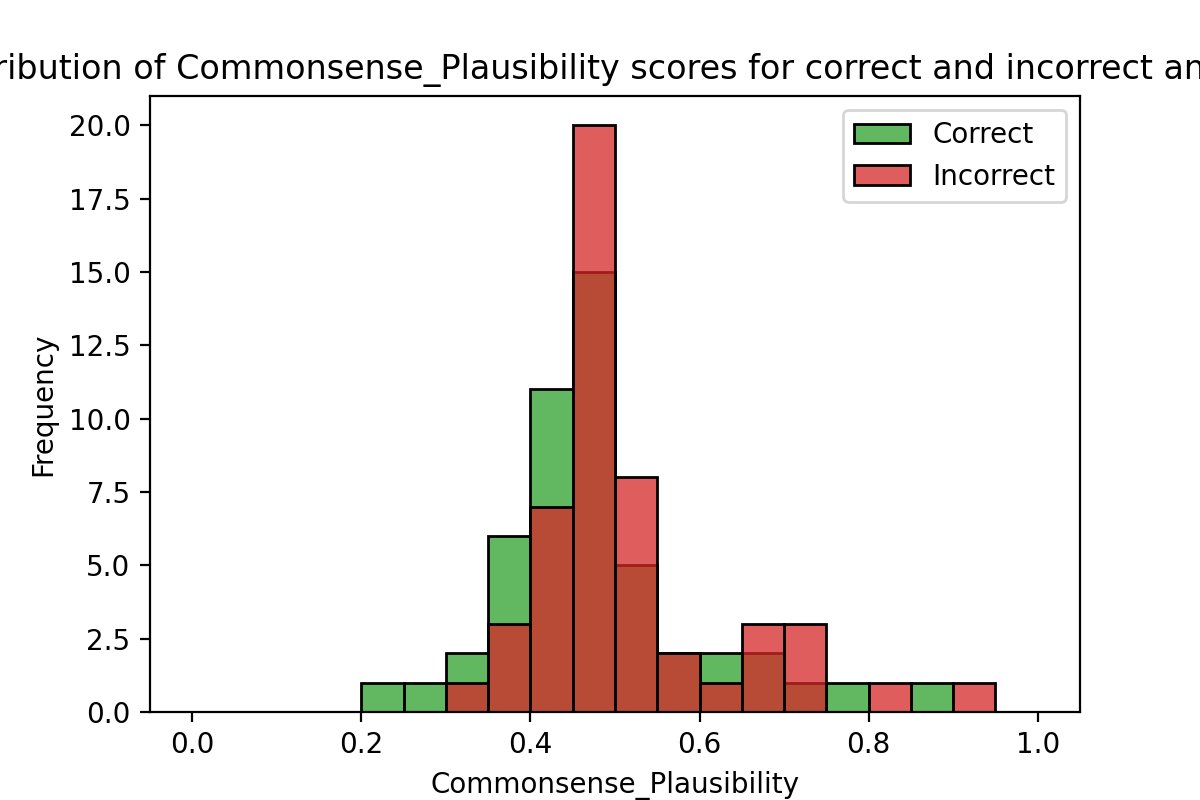 ribution of Commonsense_Plausibility scores for correct and incorrect an
20.0
17.5
15.0
12.5
10.0
7.5
5.0
2.5
0.0
Frequency
Correct
Incorrect
0.0 0.2 0.4 0.6 0.8 1.0
Commonsense_Plausibility